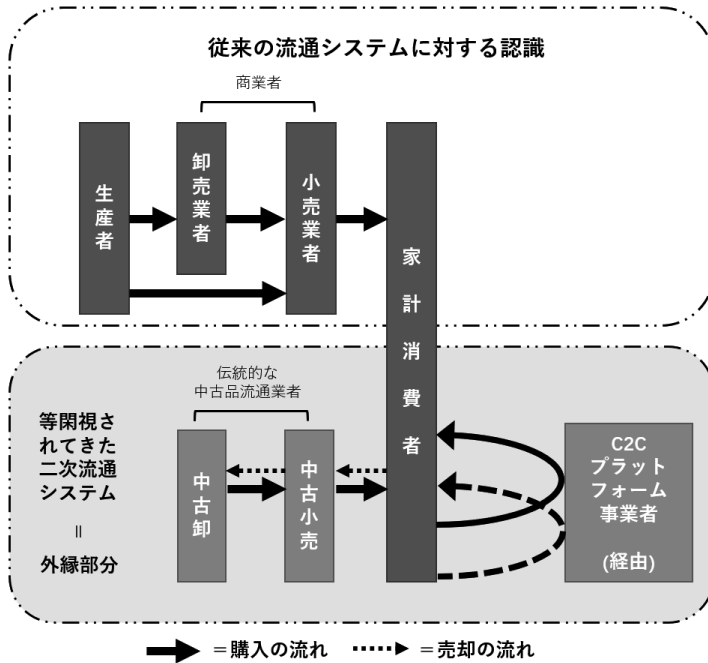 従来の流通システムに対する認識
商業者
生産者
卸売業者
小売業者
家計消費者
伝統的な
中古品流通業者
等閑視さ
れてきた
二次流通
システム
=
外縁部分
中古卸
中古小売
C2C
プラット
フォーム
事業者
(経由)
=購入の流れ
=売却の流れ